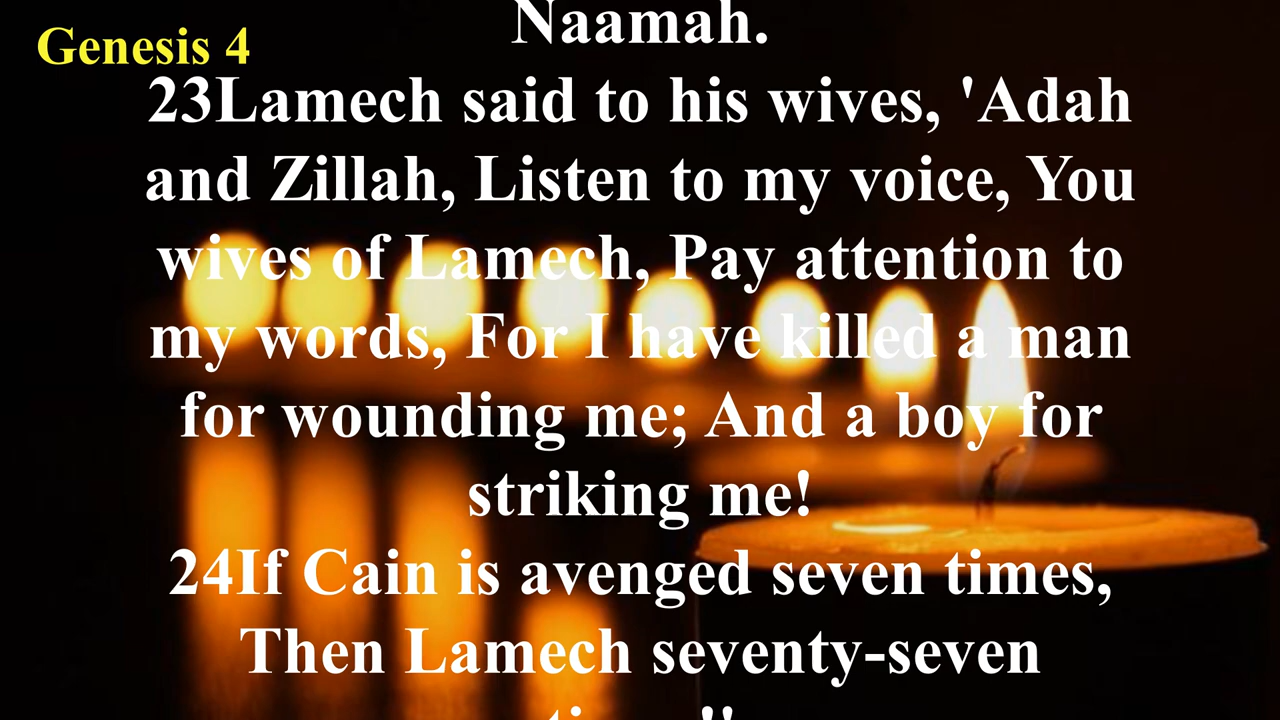 Naamah.
Genesis 4
23Lamech said to his wives, 'Adah
and Zillah, Listen to my voice, You
wives of Lamech, Pay attention to
my words, For I have killed a man
for wounding me; And a boy for
striking me!
24If Cain is avenged seven times,
Then Lamech seventy-seven